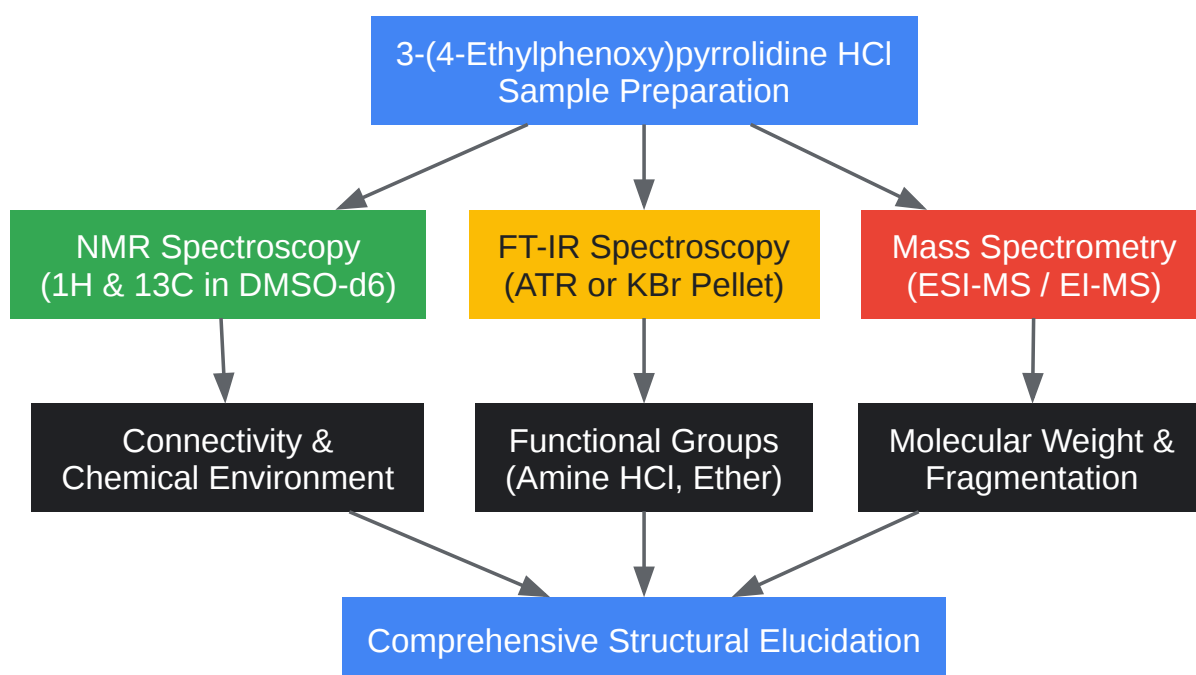 3-(4-Ethylphenoxy)pyrrolidine HCl
Sample Preparation
NMR Spectroscopy
(1H & 13C in DMSO-d6)
FT-IR Spectroscopy
(ATR or KBr Pellet)
Mass Spectrometry
(ESI-MS / EI-MS)
Connectivity &
Chemical Environment
Functional Groups
(Amine HCl, Ether)
Molecular Weight &
Fragmentation
Comprehensive Structural Elucidation